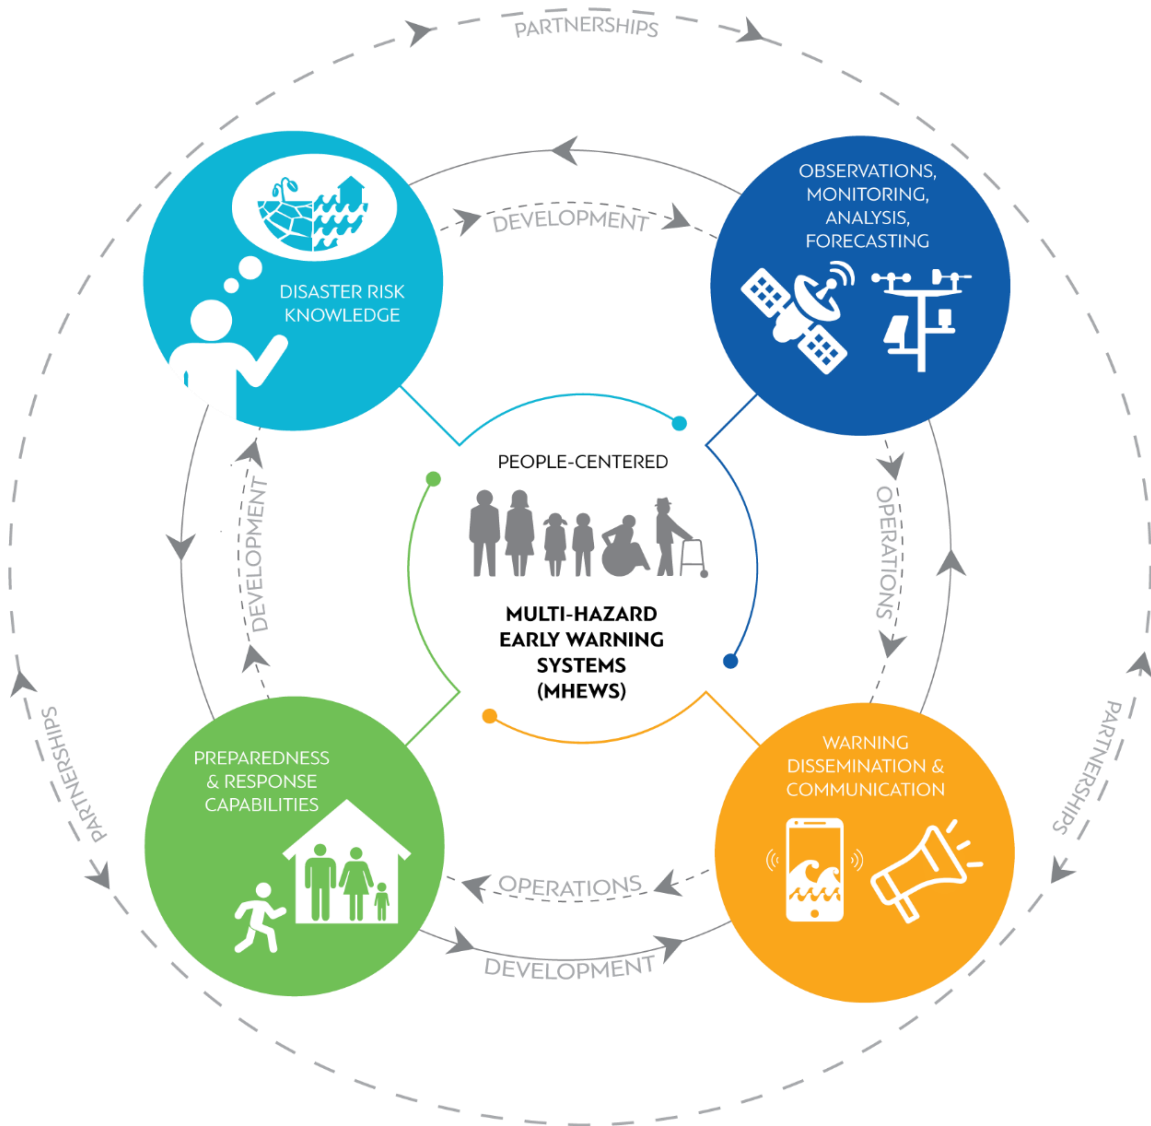 PARTNERSHIPS
DEVELOPMENT
DISASTER RISK
KNOWLEDGE
OBSERVATIONS,
MONITORING,
ANALYSIS,
FORECASTING
DEVELOPMENT
OPERATIONS
PEOPLE-CENTERED
MULTI-HAZARD
EARLY WARNING
SYSTEMS
(MHEWS)
PARTNERSHIPS
PARTNERSHIPS
PREPAREDNESS
& RESPONSE
CAPABILITIES
WARNING
DISSEMINATION &
COMMUNICATION
OPERATIONS
DEVELOPMENT